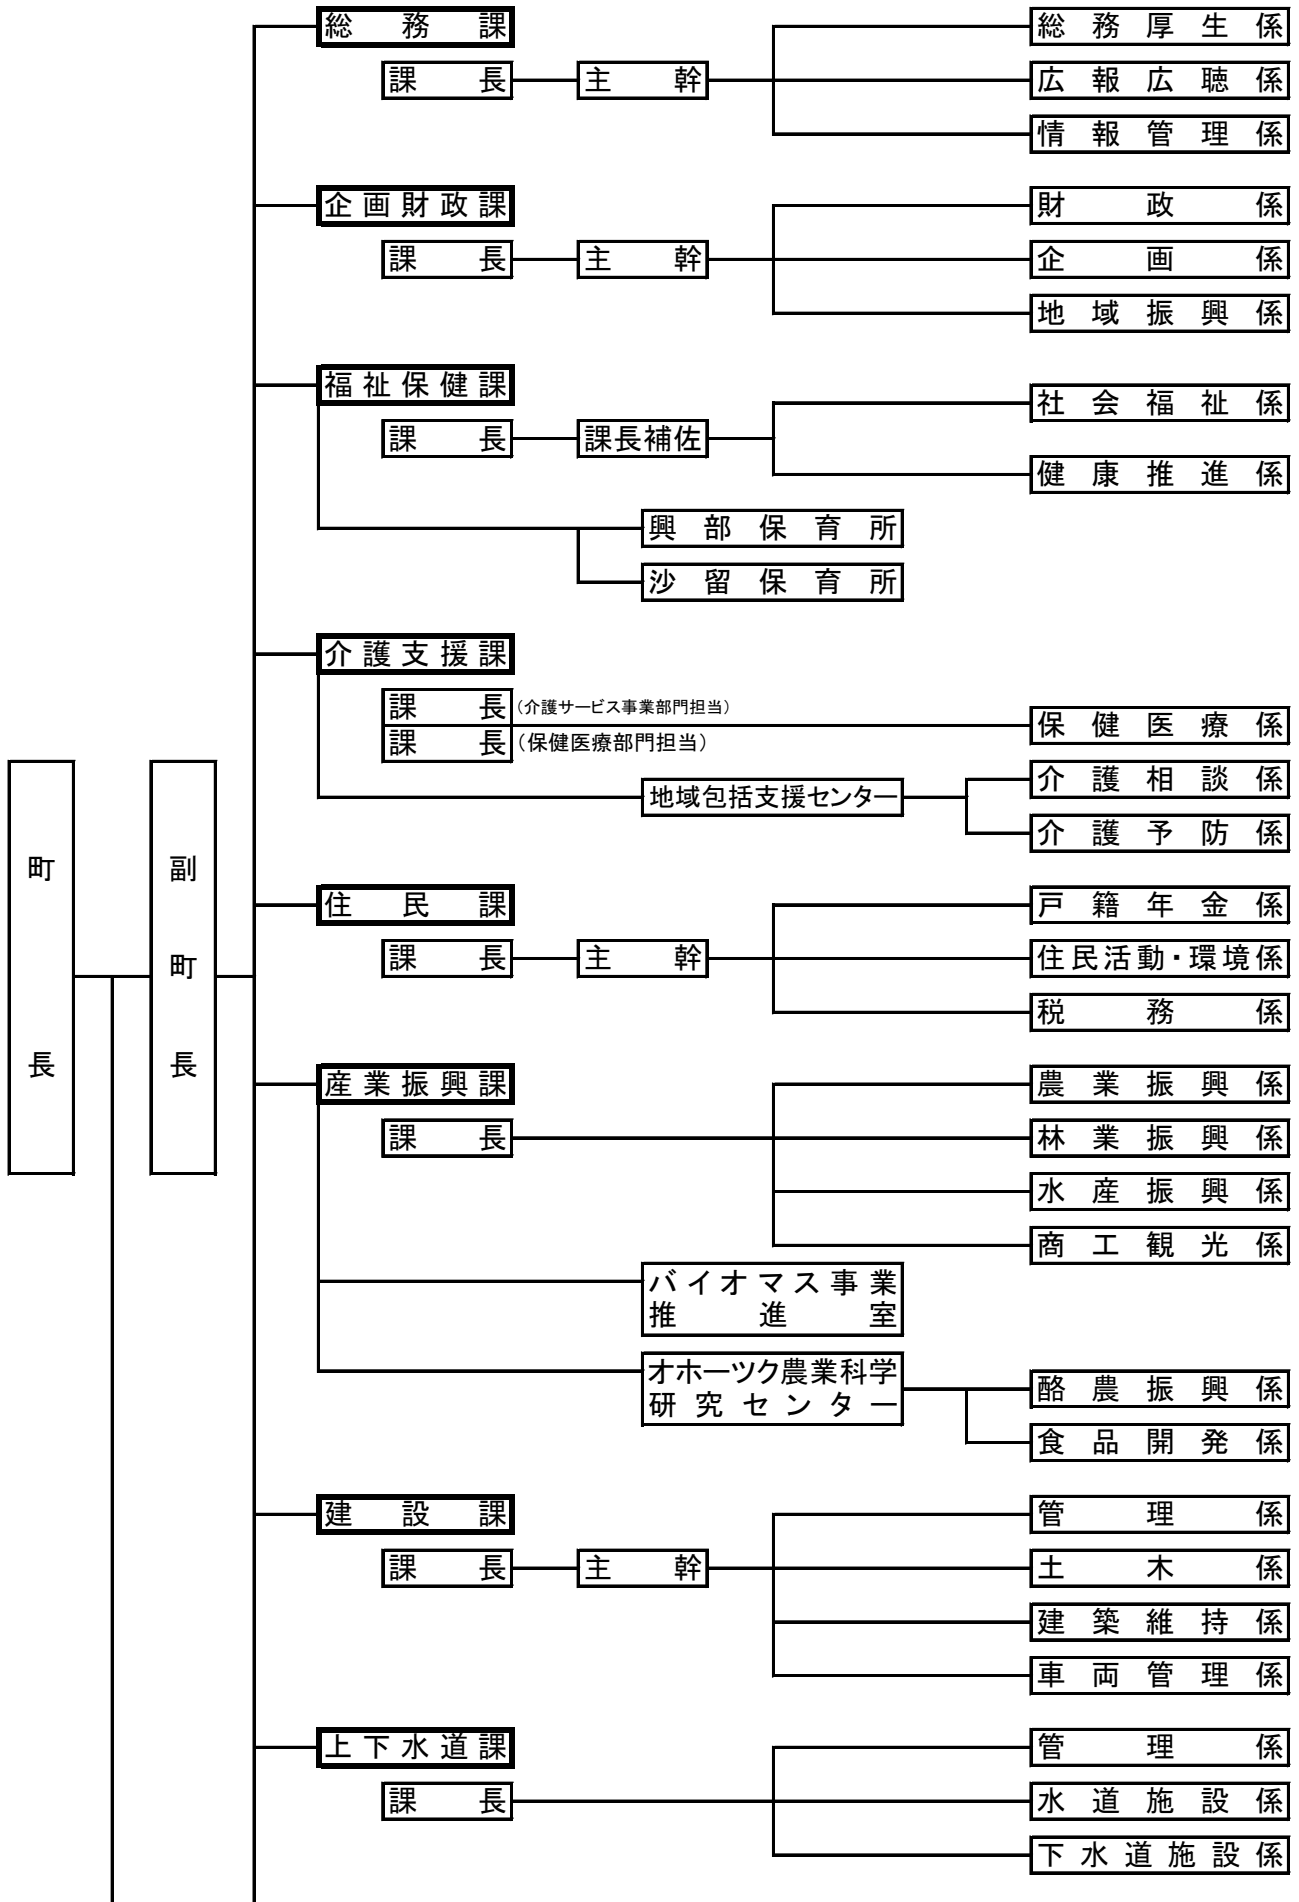 町長
副町長
総務課
課長
主幹
総務厚生係
広報広聴係
情報管理係
企画財政課
課長
主幹
財政係
企画係
地域振興係
福祉保健課
課長
課長補佐
社会福祉係
健康推進係
興部保育所
沙留保育所
介護支援課
課長(介護サービス事業部門担当)
課長(保健医療部門担当)
保健医療係
地域包括支援センター
介護相談係
介護予防係
住民課
課長
主幹
戸籍年金係
住民活動・環境係
税務係
産業振興課
課長
農業振興係
林業振興係
水産振興係
商工観光係
バイオマス事業
推進室
オホーツク農業科学
研究センター
酪農振興係
食品開発係
建設課
課長
主幹
管理係
土木係
建築維持係
車両管理係
上下水道課
課長
管理係
水道施設係
下水道施設係